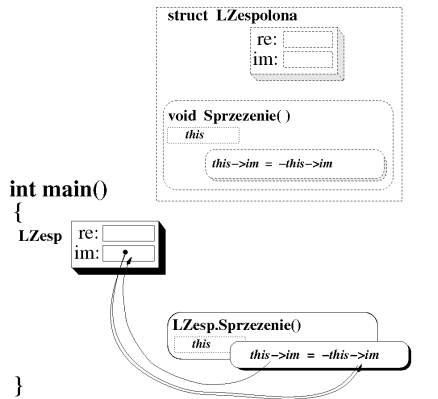 struct LZespolona
re:
im:
void Sprzezenie( )
this
this->im = -this->im
int main()
{
LZesp
re:
im:
LZesp.Sprzezenie()
this
this->im = -this->im
}